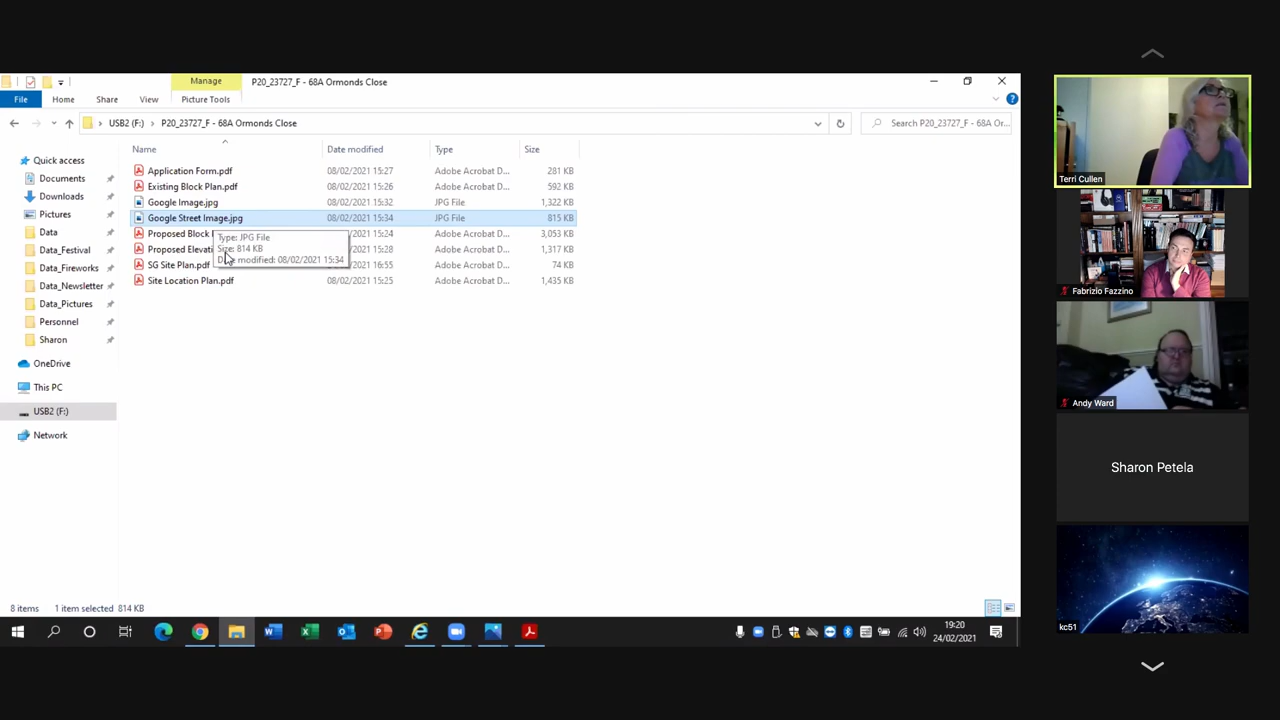 Manage
P20_23727_F - 68A Ormonds Close
File Home Share View Picture Tools
USB2 (F:) P20_23727_F - 68A Ormonds Close
Search P20_23727_F - 68A Or...
Name Date modified Type Size
Application Form.pdf 08/02/2021 15:27 Adobe Acrobat D... 281 KB
Existing Block Plan.pdf 08/02/2021 15:26 Adobe Acrobat D... 592 KB
Google Image.jpg 08/02/2021 15:32 JPG File 1,322 KB
Google Street Image.jpg 08/02/2021 15:34 JPG File 815 KB
Proposed Block /2021 15:24 Adobe Acrobat D... 3,053 KB
Proposed Elevati /2021 15:28 Adobe Acrobat D... 1,317 KB
SG Site Plan.pdf 16:55 Adobe Acrobat D... 74 KB
Site Location Plan.pdf 08/02/2021 15:25 Adobe Acrobat D... 1,435 KB
Type: JPG File
Size: 814 KB
Date modified: 08/02/2021 15:34
Quick access
Documents
Downloads
Pictures
Data
Data_Festival
Data_Fireworks
Data_Newsletter
Data_Pictures
Personnel
Sharon
OneDrive
This PC
USB2 (F:)
Network
8 items 1 item selected 814 KB
19:20
24/02/2021
Terri Cullen
Fabrizio Fazzino
Andy Ward
Sharon Petela
kc51